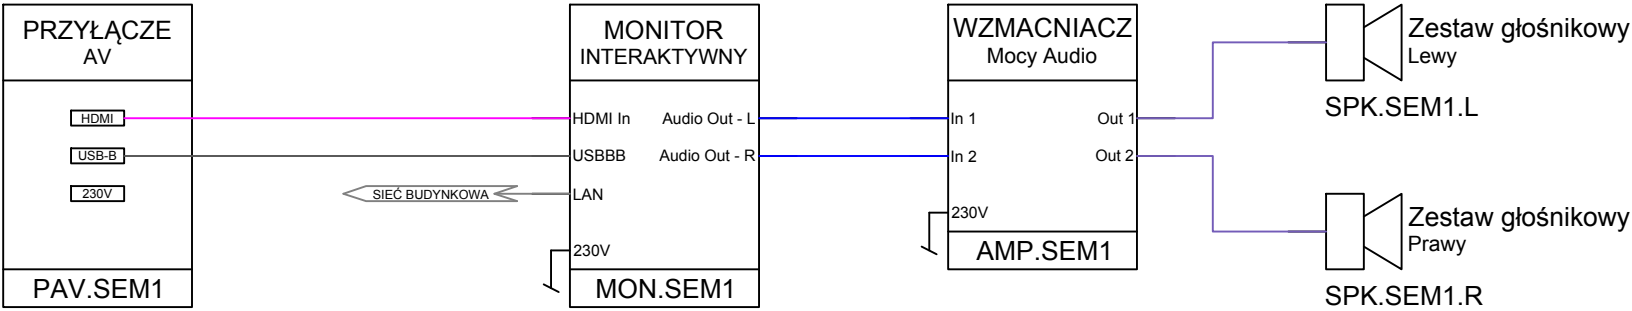 PRZYŁĄCZE
AV
HDMI
USB-B
230V
PAV.SEM1
SIEĆ BUDYNKOWA
MONITOR
INTERAKTYWNY
HDMI In
Audio Out - L
USBBB
Audio Out - R
LAN
230V
MON.SEM1
WZMACNIACZ
Mocy Audio
In 1
Out 1
In 2
Out 2
230V
AMP.SEM1
Zestaw głośnikowy
Lewy
SPK.SEM1.L
Zestaw głośnikowy
Prawy
SPK.SEM1.R